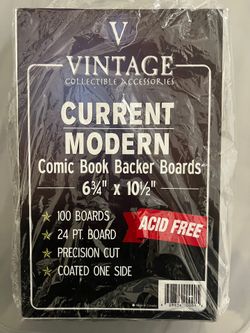 V
VINTAGE
COLLECTIBLE ACCESSORIES
CURRENT
MODERN
Comic Book Backer Boards
6¾" x 10½"
100 BOARDS
24 PT. BOARD
PRECISION CUT
COATED ONE SIDE
ACID FREE